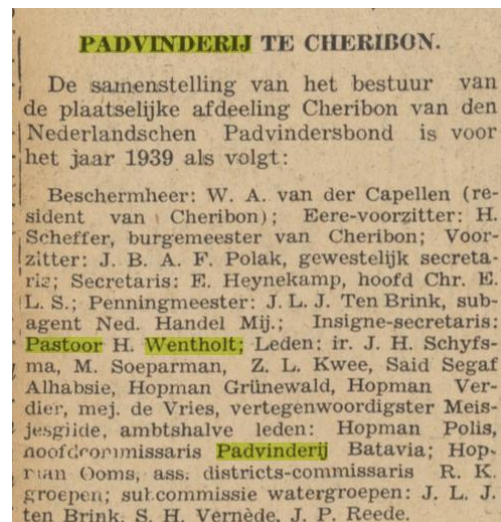 PADVINDERIJ TE CHERIBON.
De samenstelling van het bestuur van
de plaatselijke afdeeling Cheribon van den
Nederlandschen Padvindersbond is voor
het jaar 1939 als volgt:
Beschermheer: W. A. van der Capellen (re-
sident van Cheribon); Eere-voorzitter: H.
Scheffer, burgemeester van Cheribon; Voor-
zitter: J. B. A. F. Polak, gewestelijk secreta-
ris; Secretaris: E. Heynekamp, hoofd Chr. E.
L. S.; Penningmeester: J. L. J. Ten Brink, sub-
agent Ned. Handel Mij.; Insigne-secretaris:
Pastoor H. Wentholt; Leden: ir. J. H. Schyfs-
ma, M. Soeparman, Z. L. Kwee, Said Segaf
Alhabsie, Hopman Grünewald, Hopman Ver-
dier, mej. de Vries, vertegenwoordigster Meis-
jesgilde, ambtshalve leden: Hopman Polis,
hoofdcommissaris Padvinderij Batavia; Hop-
man Ooms, ass. districts-commissaris R. K.
groepen; subcommissie watergroepen: J. L. J.
ten Brink, S. H. Vernède, J. P. Reede.